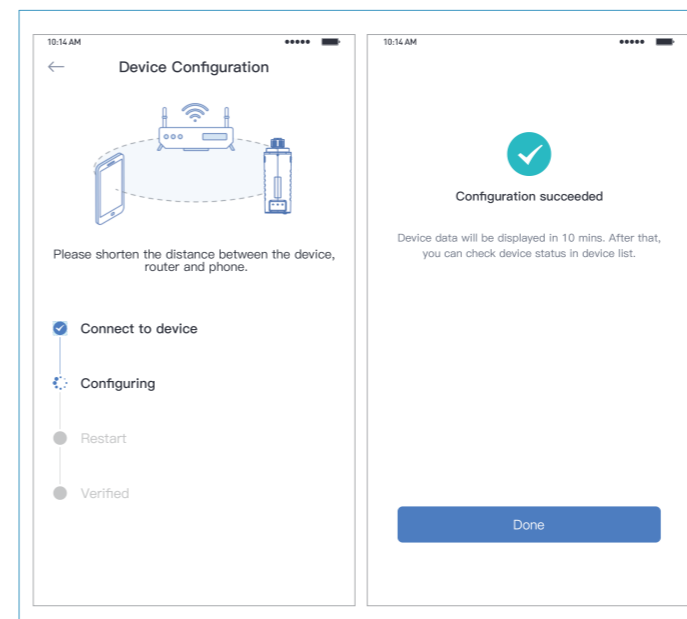 10:14 AM
Device Configuration
Please shorten the distance between the device,
router and phone.
Connect to device
Configuring
Restart
Verified
10:14 AM
Configuration succeeded
Device data will be displayed in 10 mins. After that,
you can check device status in device list.
Done